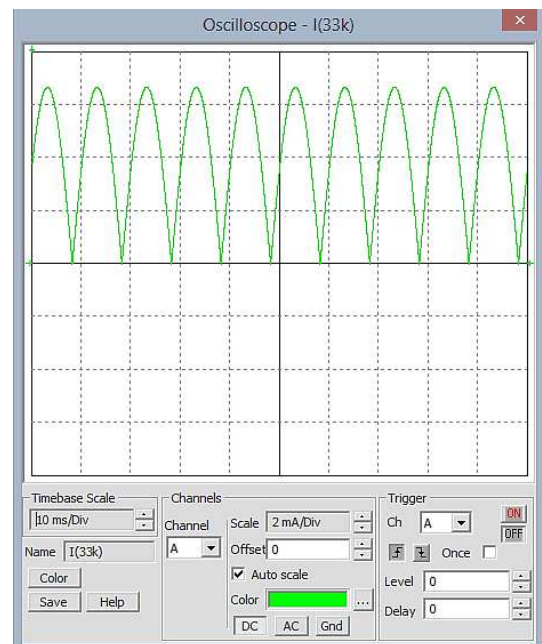 Oscilloscope - I(33k)
Timebase Scale
10 ms/Div
Name I(33k)
Color
Save Help
Channels
Channel
A
Scale 2 mA/Div
Offset 0
Auto scale
Color ...
DC AC Gnd
Trigger
Ch A
ON
OFF
Once
Level 0
Delay 0